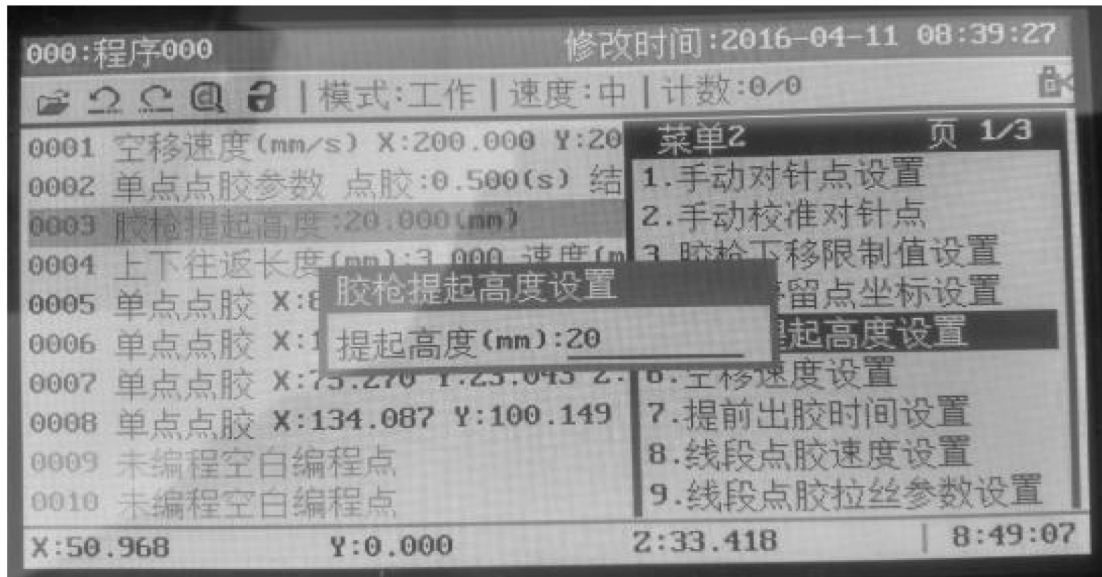 000:程序000 修改时间:2016-04-11 08:39:27
|模式:工作|速度:中|计数:0/0
0001 空移速度(mm/s) X:200.000 Y:20
0002 单点点胶参数 点胶:0.500(s) 结
0003 胶枪提起高度:20.000(mm)
0004 上下往返长度(mm):3.000 速度(m
0005 单点点胶 X:8
0006 单点点胶 X:1
0007 单点点胶 X:75.270 Y:23.043 Z:
0008 单点点胶 X:134.087 Y:100.149
0009 未编程空白编程点
0010 未编程空白编程点
菜单2 页 1/3
1.手动对针点设置
2.手动校准对针点
3.胶枪下移限制值设置
留点坐标设置
提起高度设置
6.空移速度设置
7.提前出胶时间设置
8.线段点胶速度设置
9.线段点胶拉丝参数设置
胶枪提起高度设置
提起高度(mm):20
X:50.968 Y:0.000 Z:33.418 | 8:49:07